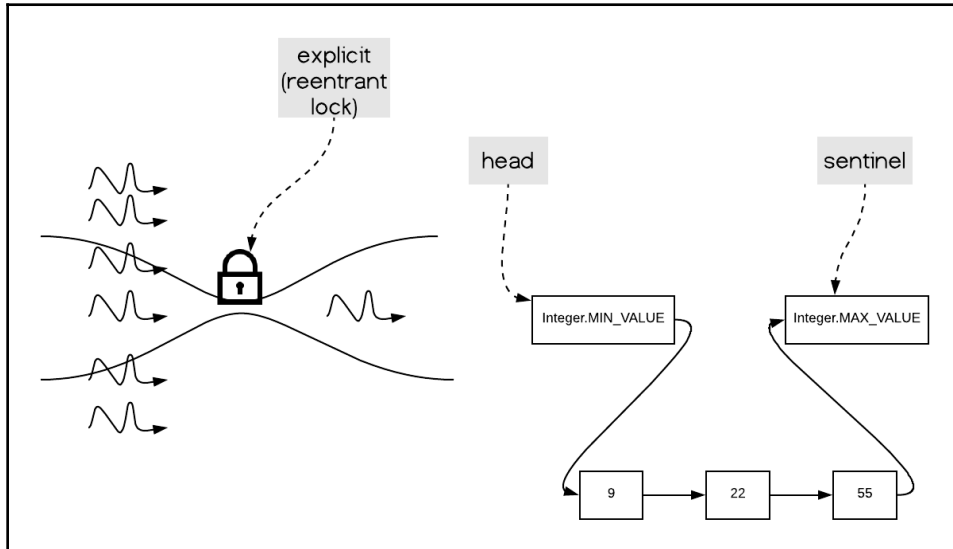 explicit
(reentrant
lock)
head
sentinel
Integer.MIN_VALUE
Integer.MAX_VALUE
9
22
55